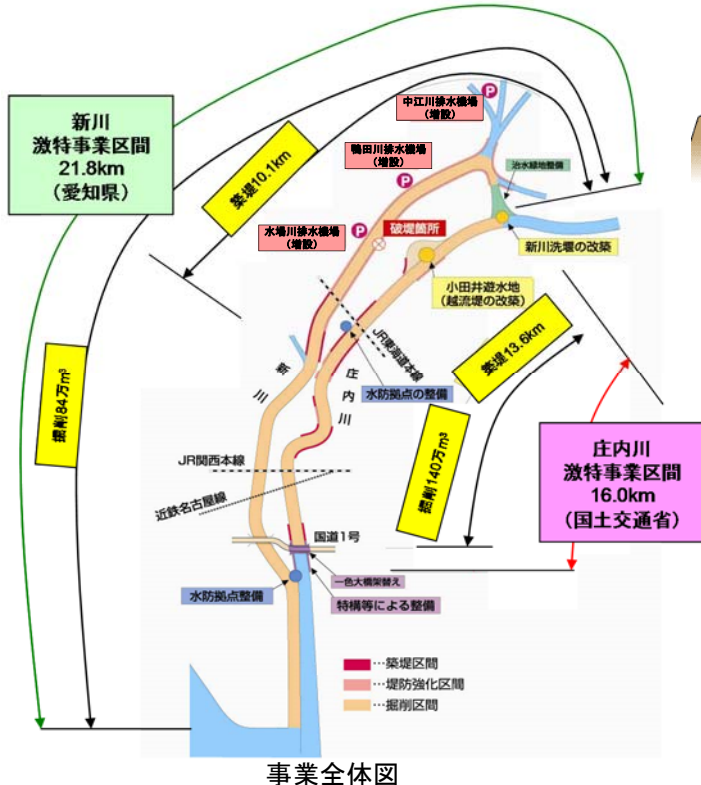 中江川排水機場
（増設）
新川
激特事業区間
21.8km
（愛知県）
鴨田川排水機場
（増設）
治水緑地整備
築堤10.1km
水場川排水機場
（増設）
破堤箇所
新川洗堰の改築
小田井遊水地
（越流堤の改築）
JR東海道本線
築堤13.6km
新川
庄内川
水防拠点の整備
掘削84万m³
掘削140万m³
庄内川
激特事業区間
16.0km
（国土交通省）
JR関西本線
近鉄名古屋線
国道1号
一色大橋架替え
水防拠点整備
特構等による整備
…築堤区間
…堤防強化区間
…掘削区間
事業全体図
P
P
P